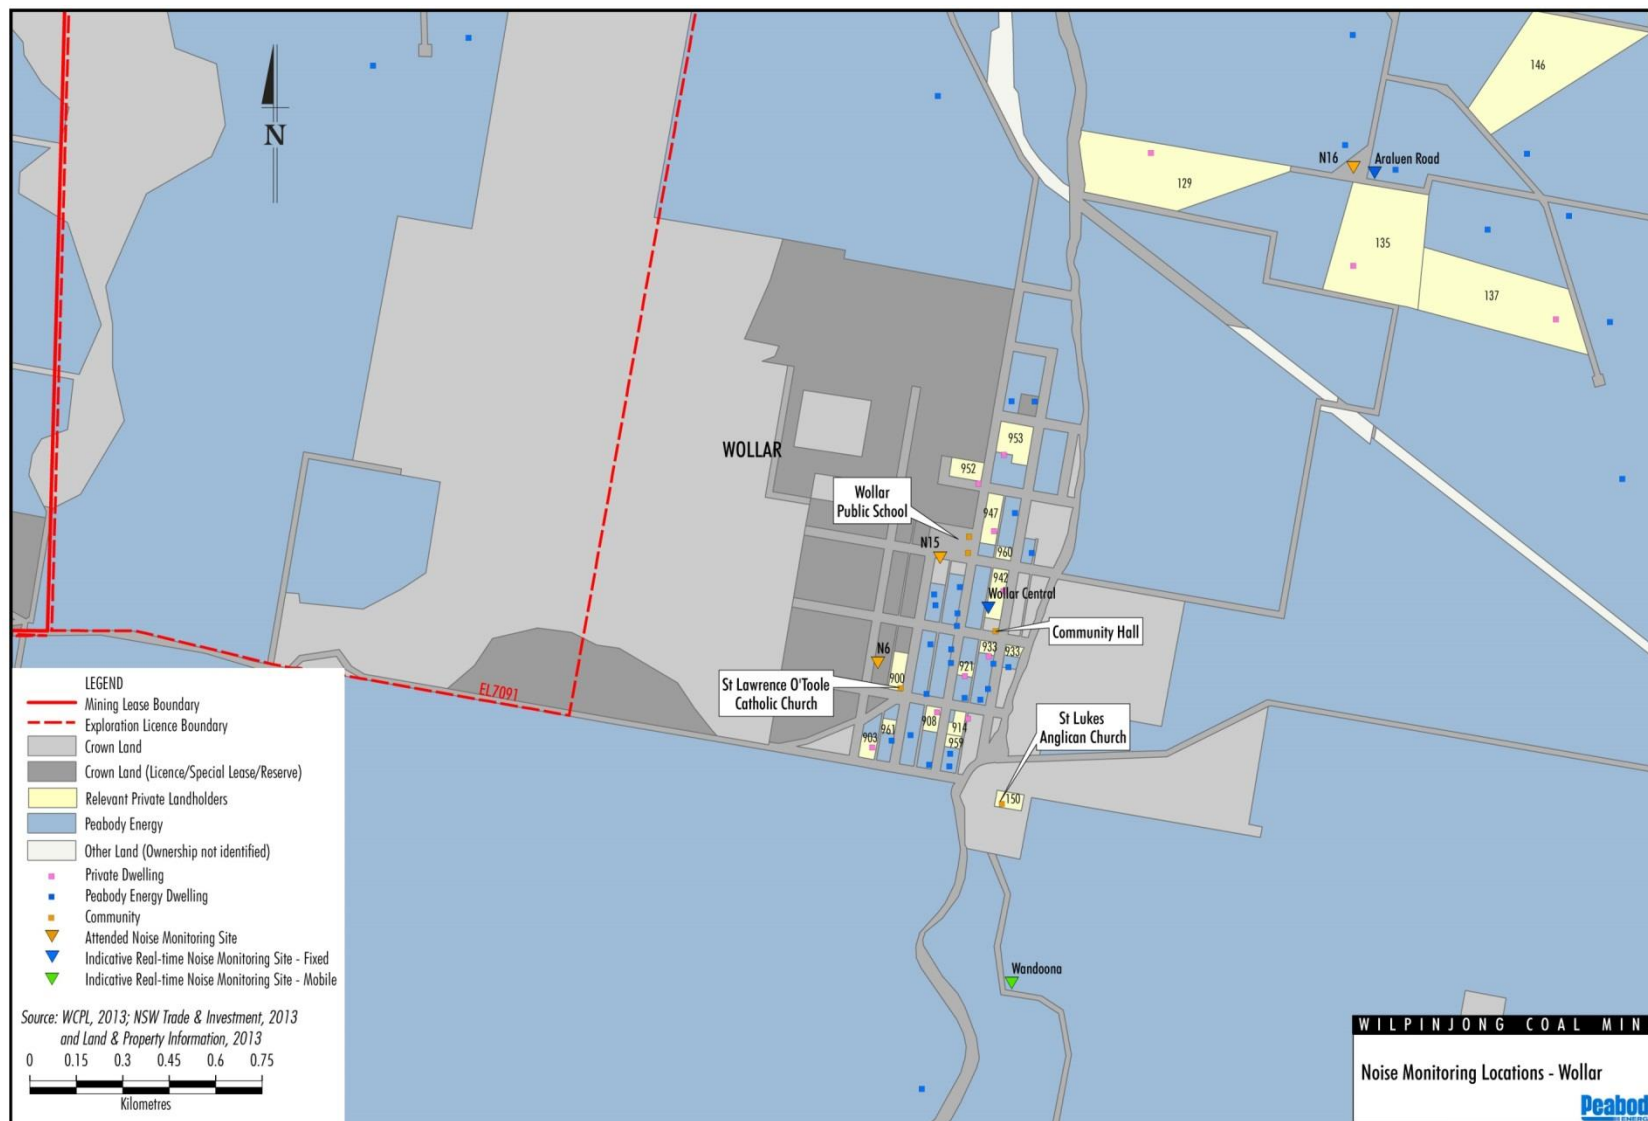 N
146
N16
Araluen Road
129
135
137
WOLLAR
953
952
Wollar
Public School
947
N15
960
942
Wollar Central
Community Hall
933
933
N6
921
900
St Lawrence O'Toole
Catholic Church
EL7091
908
914
961
903
959
St Lukes
Anglican Church
150
Wandoona
LEGEND
Mining Lease Boundary
Exploration Licence Boundary
Crown Land
Crown Land (Licence/Special Lease/Reserve)
Relevant Private Landholders
Peabody Energy
Other Land (Ownership not identified)
Private Dwelling
Peabody Energy Dwelling
Community
Attended Noise Monitoring Site
Indicative Real-time Noise Monitoring Site - Fixed
Indicative Real-time Noise Monitoring Site - Mobile
Source: WCPL, 2013; NSW Trade & Investment, 2013
and Land & Property Information, 2013
0 0.15 0.3 0.45 0.6 0.75
Kilometres
WILPINJONG COAL MIN
Noise Monitoring Locations - Wollar
Peabod
ENERG